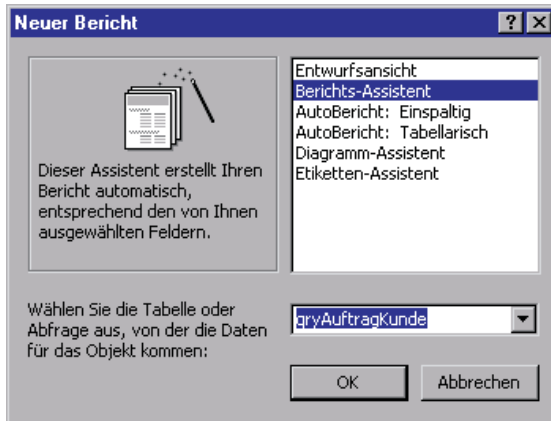 Neuer Bericht
Dieser Assistent erstellt Ihren
Bericht automatisch,
entsprechend den von Ihnen
ausgewählten Feldern.
Entwurfsansicht
Berichts-Assistent
AutoBericht: Einspaltig
AutoBericht: Tabellarisch
Diagramm-Assistent
Etiketten-Assistent
Wählen Sie die Tabelle oder
Abfrage aus, von der die Daten
für das Objekt kommen:
qryAuftragKunde
OK
Abbrechen